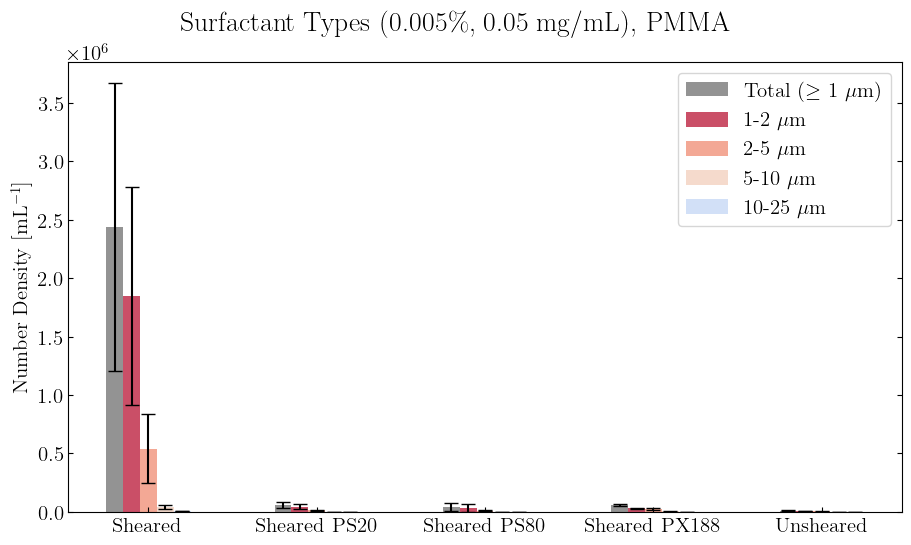 Surfactant Types (0.005%, 0.05 mg/mL), PMMA
×10⁶
Number Density [mL⁻¹]
3.5
3.0
2.5
2.0
1.5
1.0
0.5
0.0
Total (≥ 1 μm)
1-2 μm
2-5 μm
5-10 μm
10-25 μm
Sheared
Sheared PS20
Sheared PS80
Sheared PX188
Unsheared